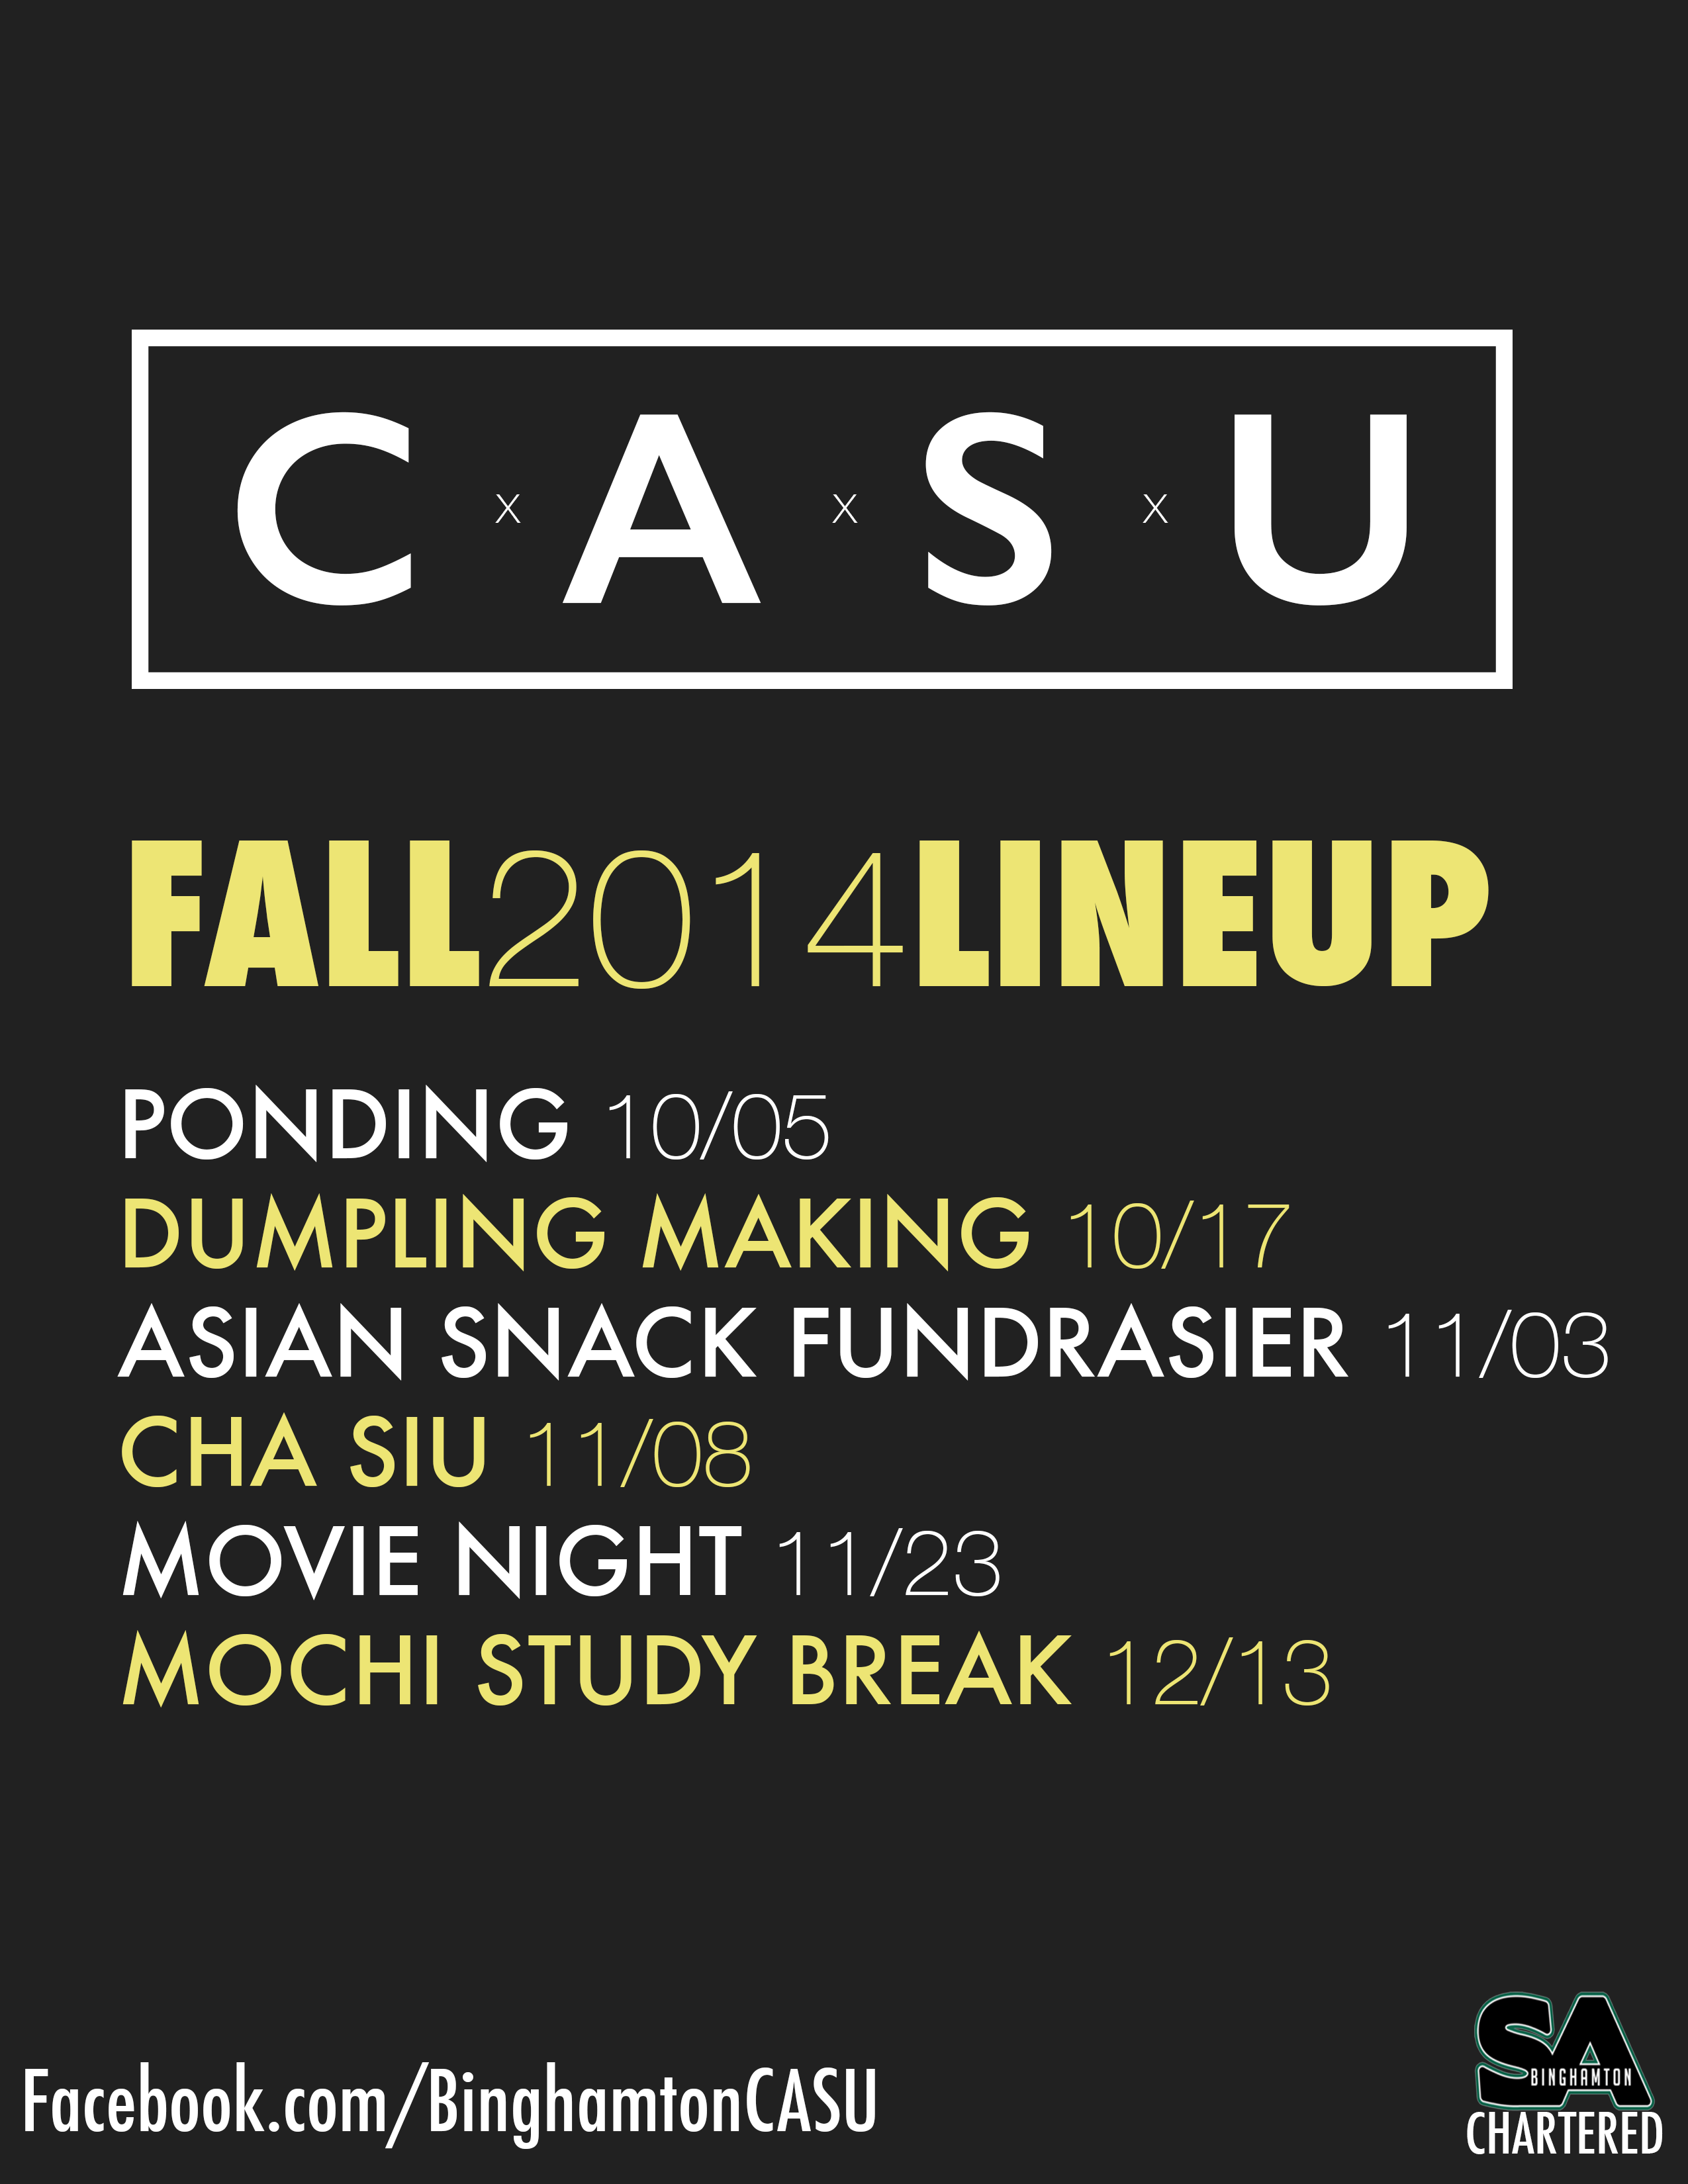 C x A x S x U
FALL2014LINEUP
PONDING 10/05
DUMPLING MAKING 10/17
ASIAN SNACK FUNDRASIER 11/03
CHA SIU 11/08
MOVIE NIGHT 11/23
MOCHI STUDY BREAK 12/13
Facebook.com/BinghamtonCASU
SA
BINGHAMTON
CHARTERED